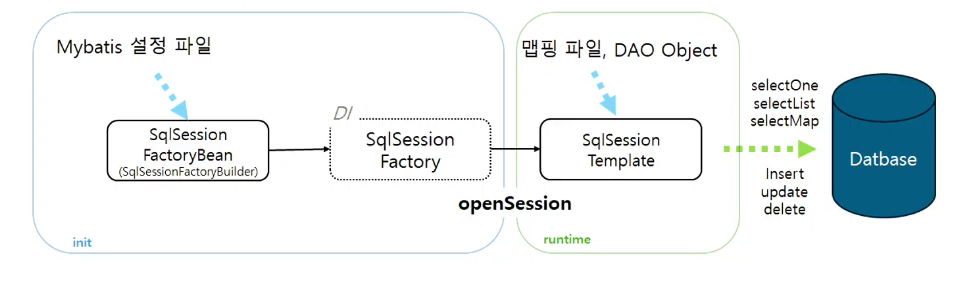 Mybatis 설정 파일
DI
SqlSession
FactoryBean
(SqlSessionFactoryBuilder)
SqlSession
Factory
init
openSession
맵핑 파일, DAO Object
SqlSession
Template
runtime
selectOne
selectList
selectMap
Insert
update
delete
Datbase